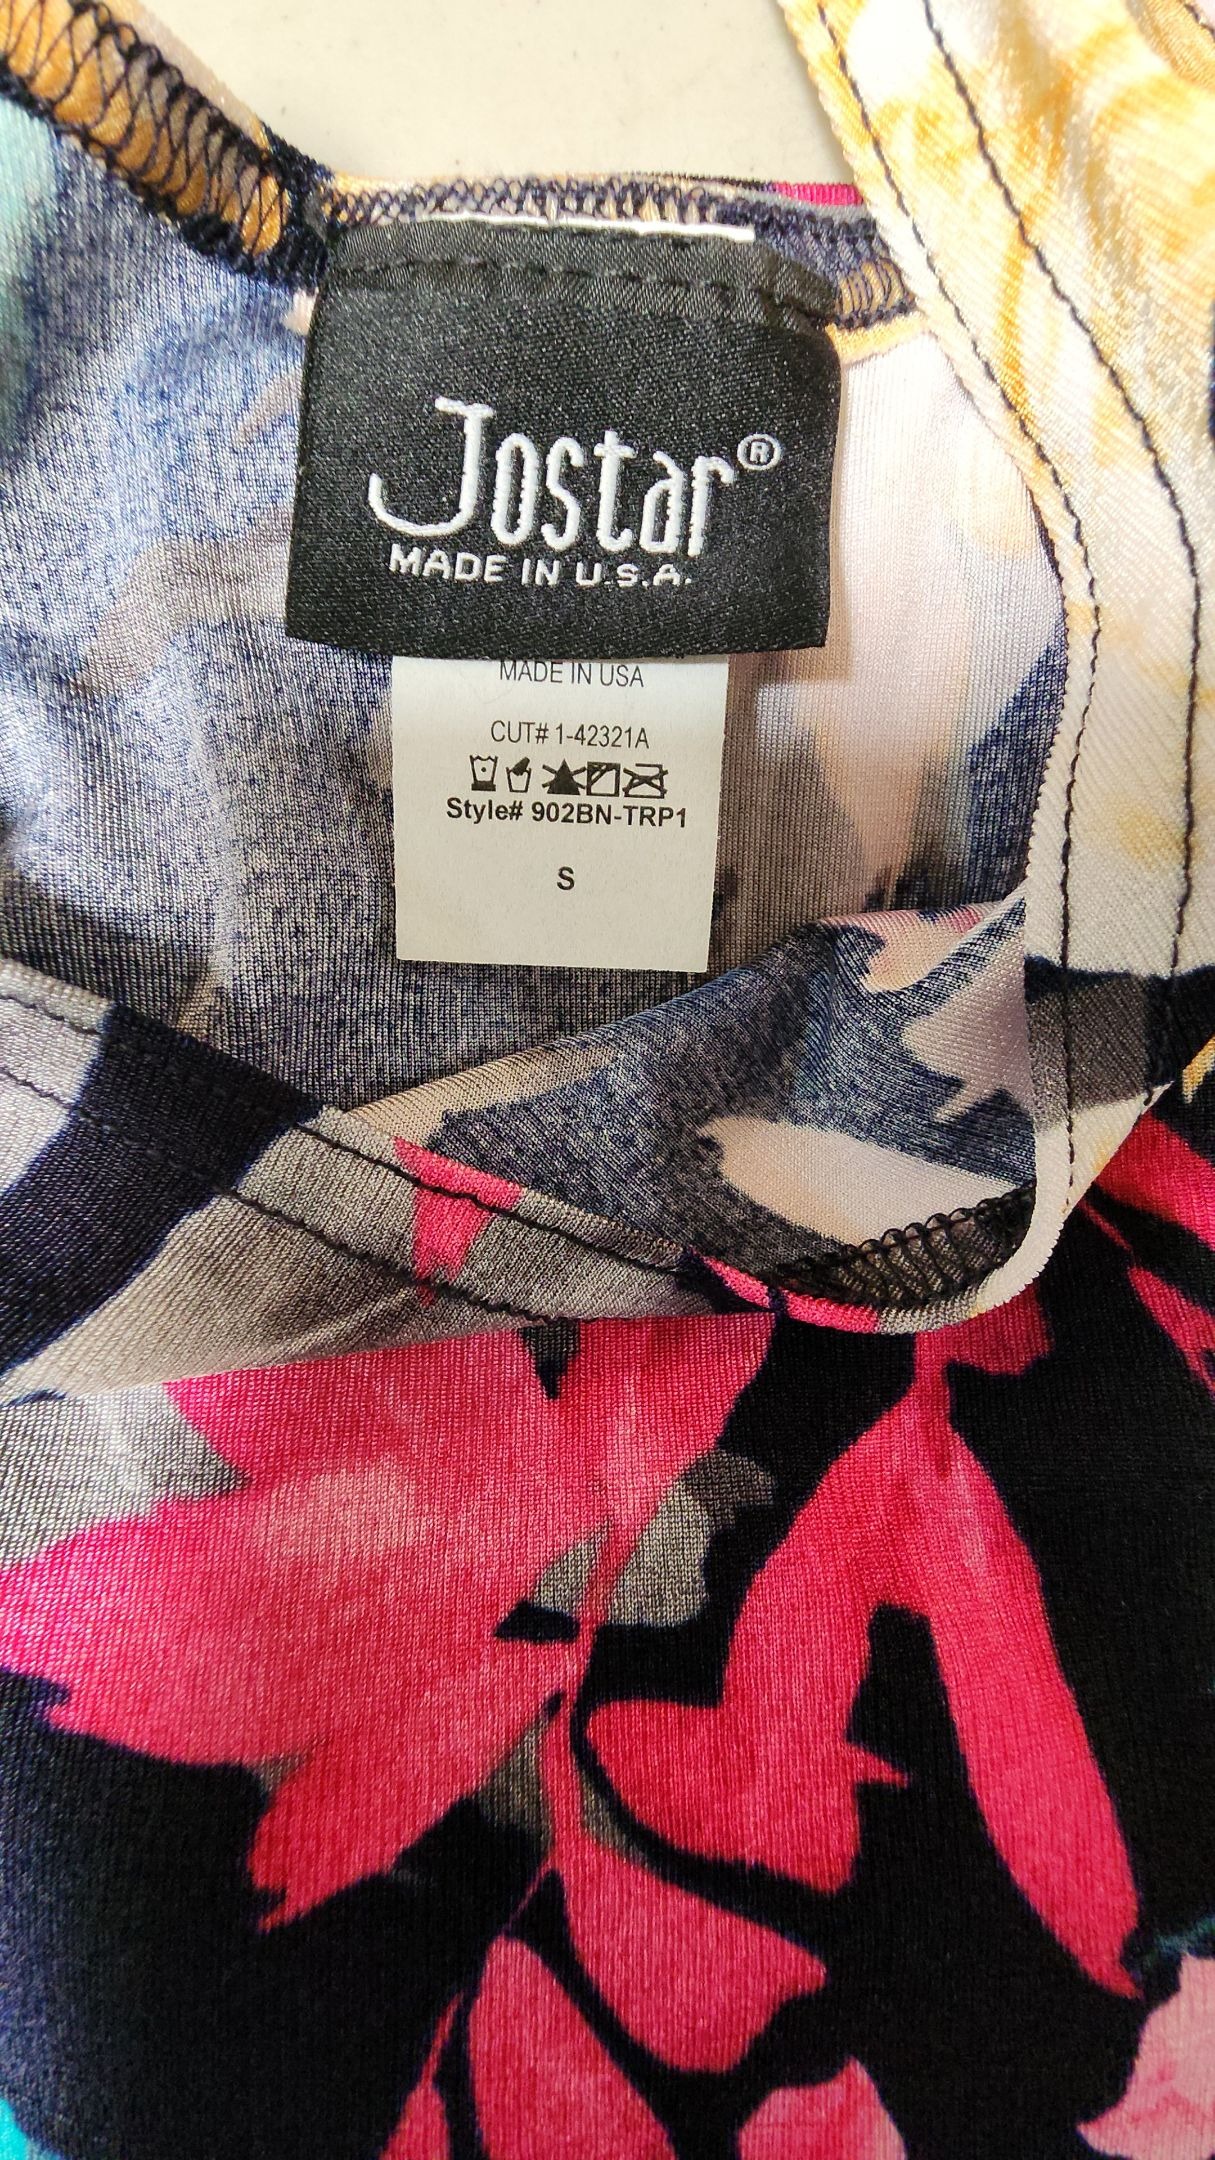 Jostar®
MADE IN U.S.A.
MADE IN USA
CUT# 1-42321A
Style# 902BN-TRP1
S